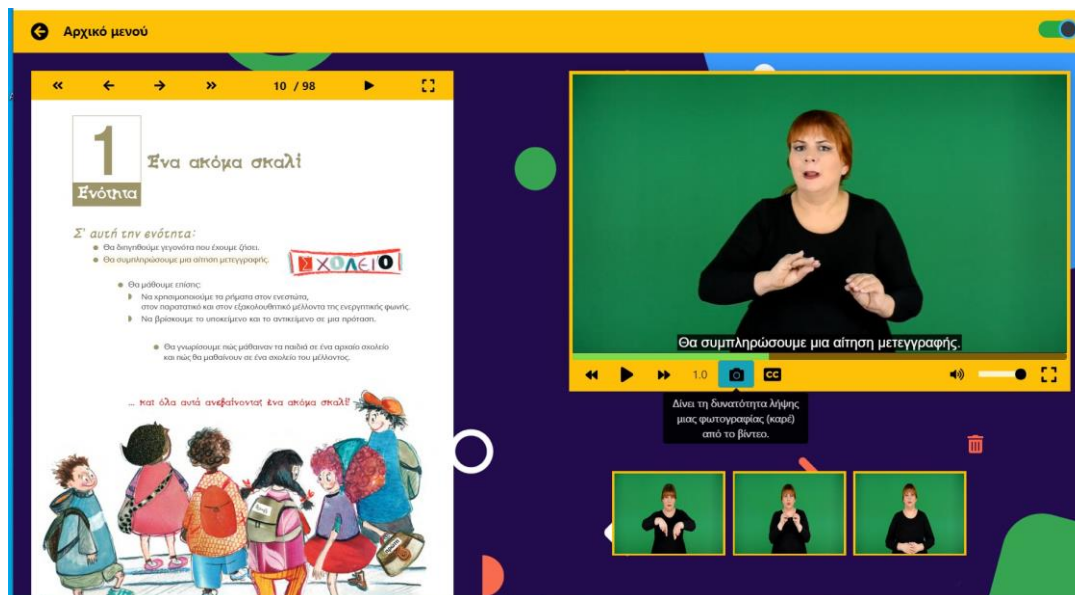 Αρχικό μενού
10 / 98
1
Ενότητα
Ένα ακόμα σκαλί
Σ' αυτή την ενότητα:
Θα διηγηθούμε γεγονότα που έχουμε ζήσει.
Θα συμπληρώσουμε μια αίτηση μετεγγραφής.
ΣΧΟΛΕΙΟ
Θα μάθουμε επίσης:
Να χρησιμοποιούμε τα ρήματα στον ενεστώτα,
στον παρατατικό και στον εξακολουθητικό μέλλοντα της ενεργητικής φωνής.
Να βρίσκουμε το υποκείμενο και το αντικείμενο σε μια πρόταση.
Θα γνωρίσουμε πώς μάθαιναν τα παιδιά σε ένα αρχαίο σχολείο
και πώς θα μαθαίνουν σε ένα σχολείο του μέλλοντος.
... και όλα αυτά ανεβαίνοντας ένα ακόμα σκαλί!
Θα συμπληρώσουμε μια αίτηση μετεγγραφής.
1.0
CC
Δίνει τη δυνατότητα λήψης
μιας φωτογραφίας (καρέ)
από το βίντεο.